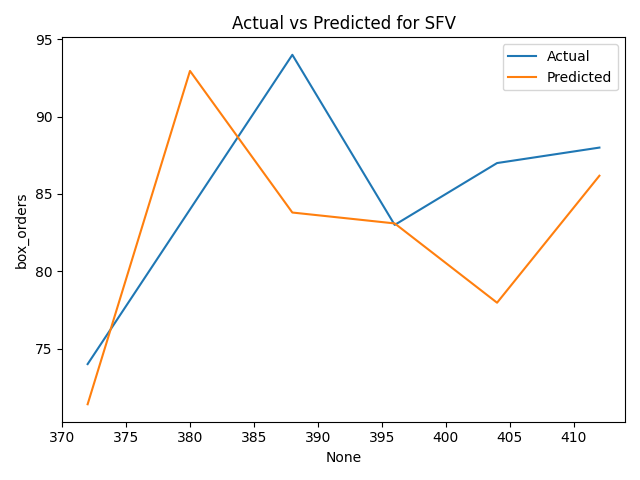 Actual vs Predicted for SFV
Actual
Predicted
box_orders
95
90
85
80
75
370 375 380 385 390 395 400 405 410
None